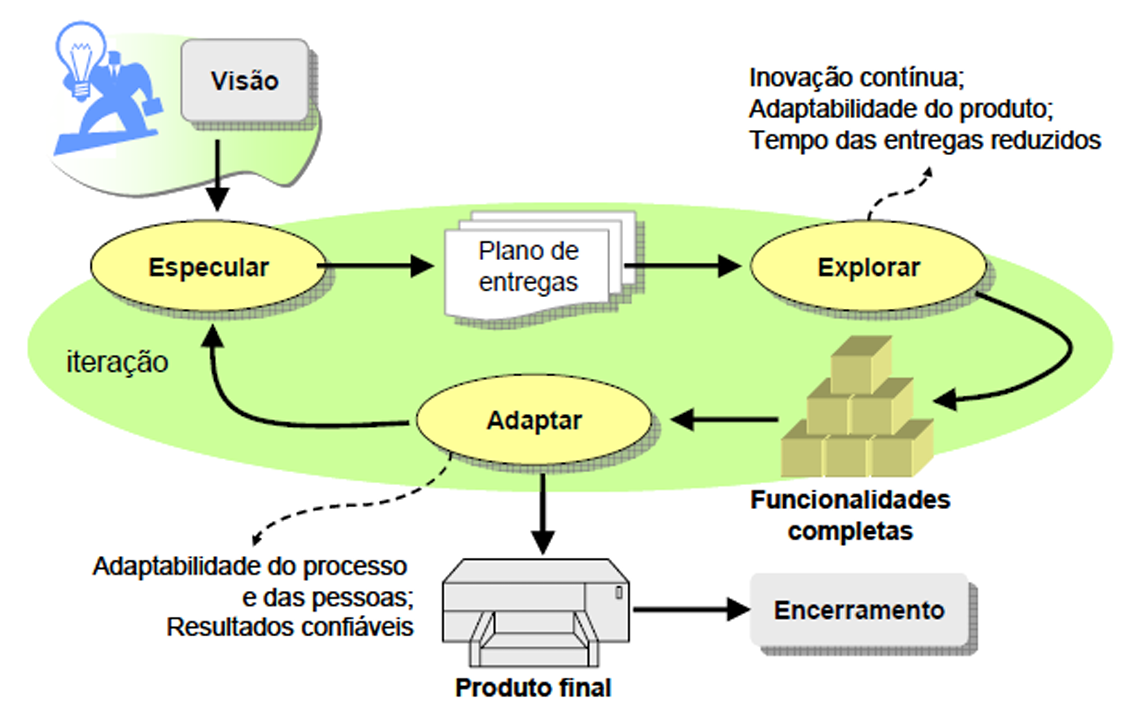 Visão
Inovação contínua;
Adaptabilidade do produto;
Tempo das entregas reduzidos
Especular
Plano de
entregas
Explorar
iteração
Adaptar
Funcionalidades
completas
Adaptabilidade do processo
e das pessoas;
Resultados confiáveis
Encerramento
Produto final